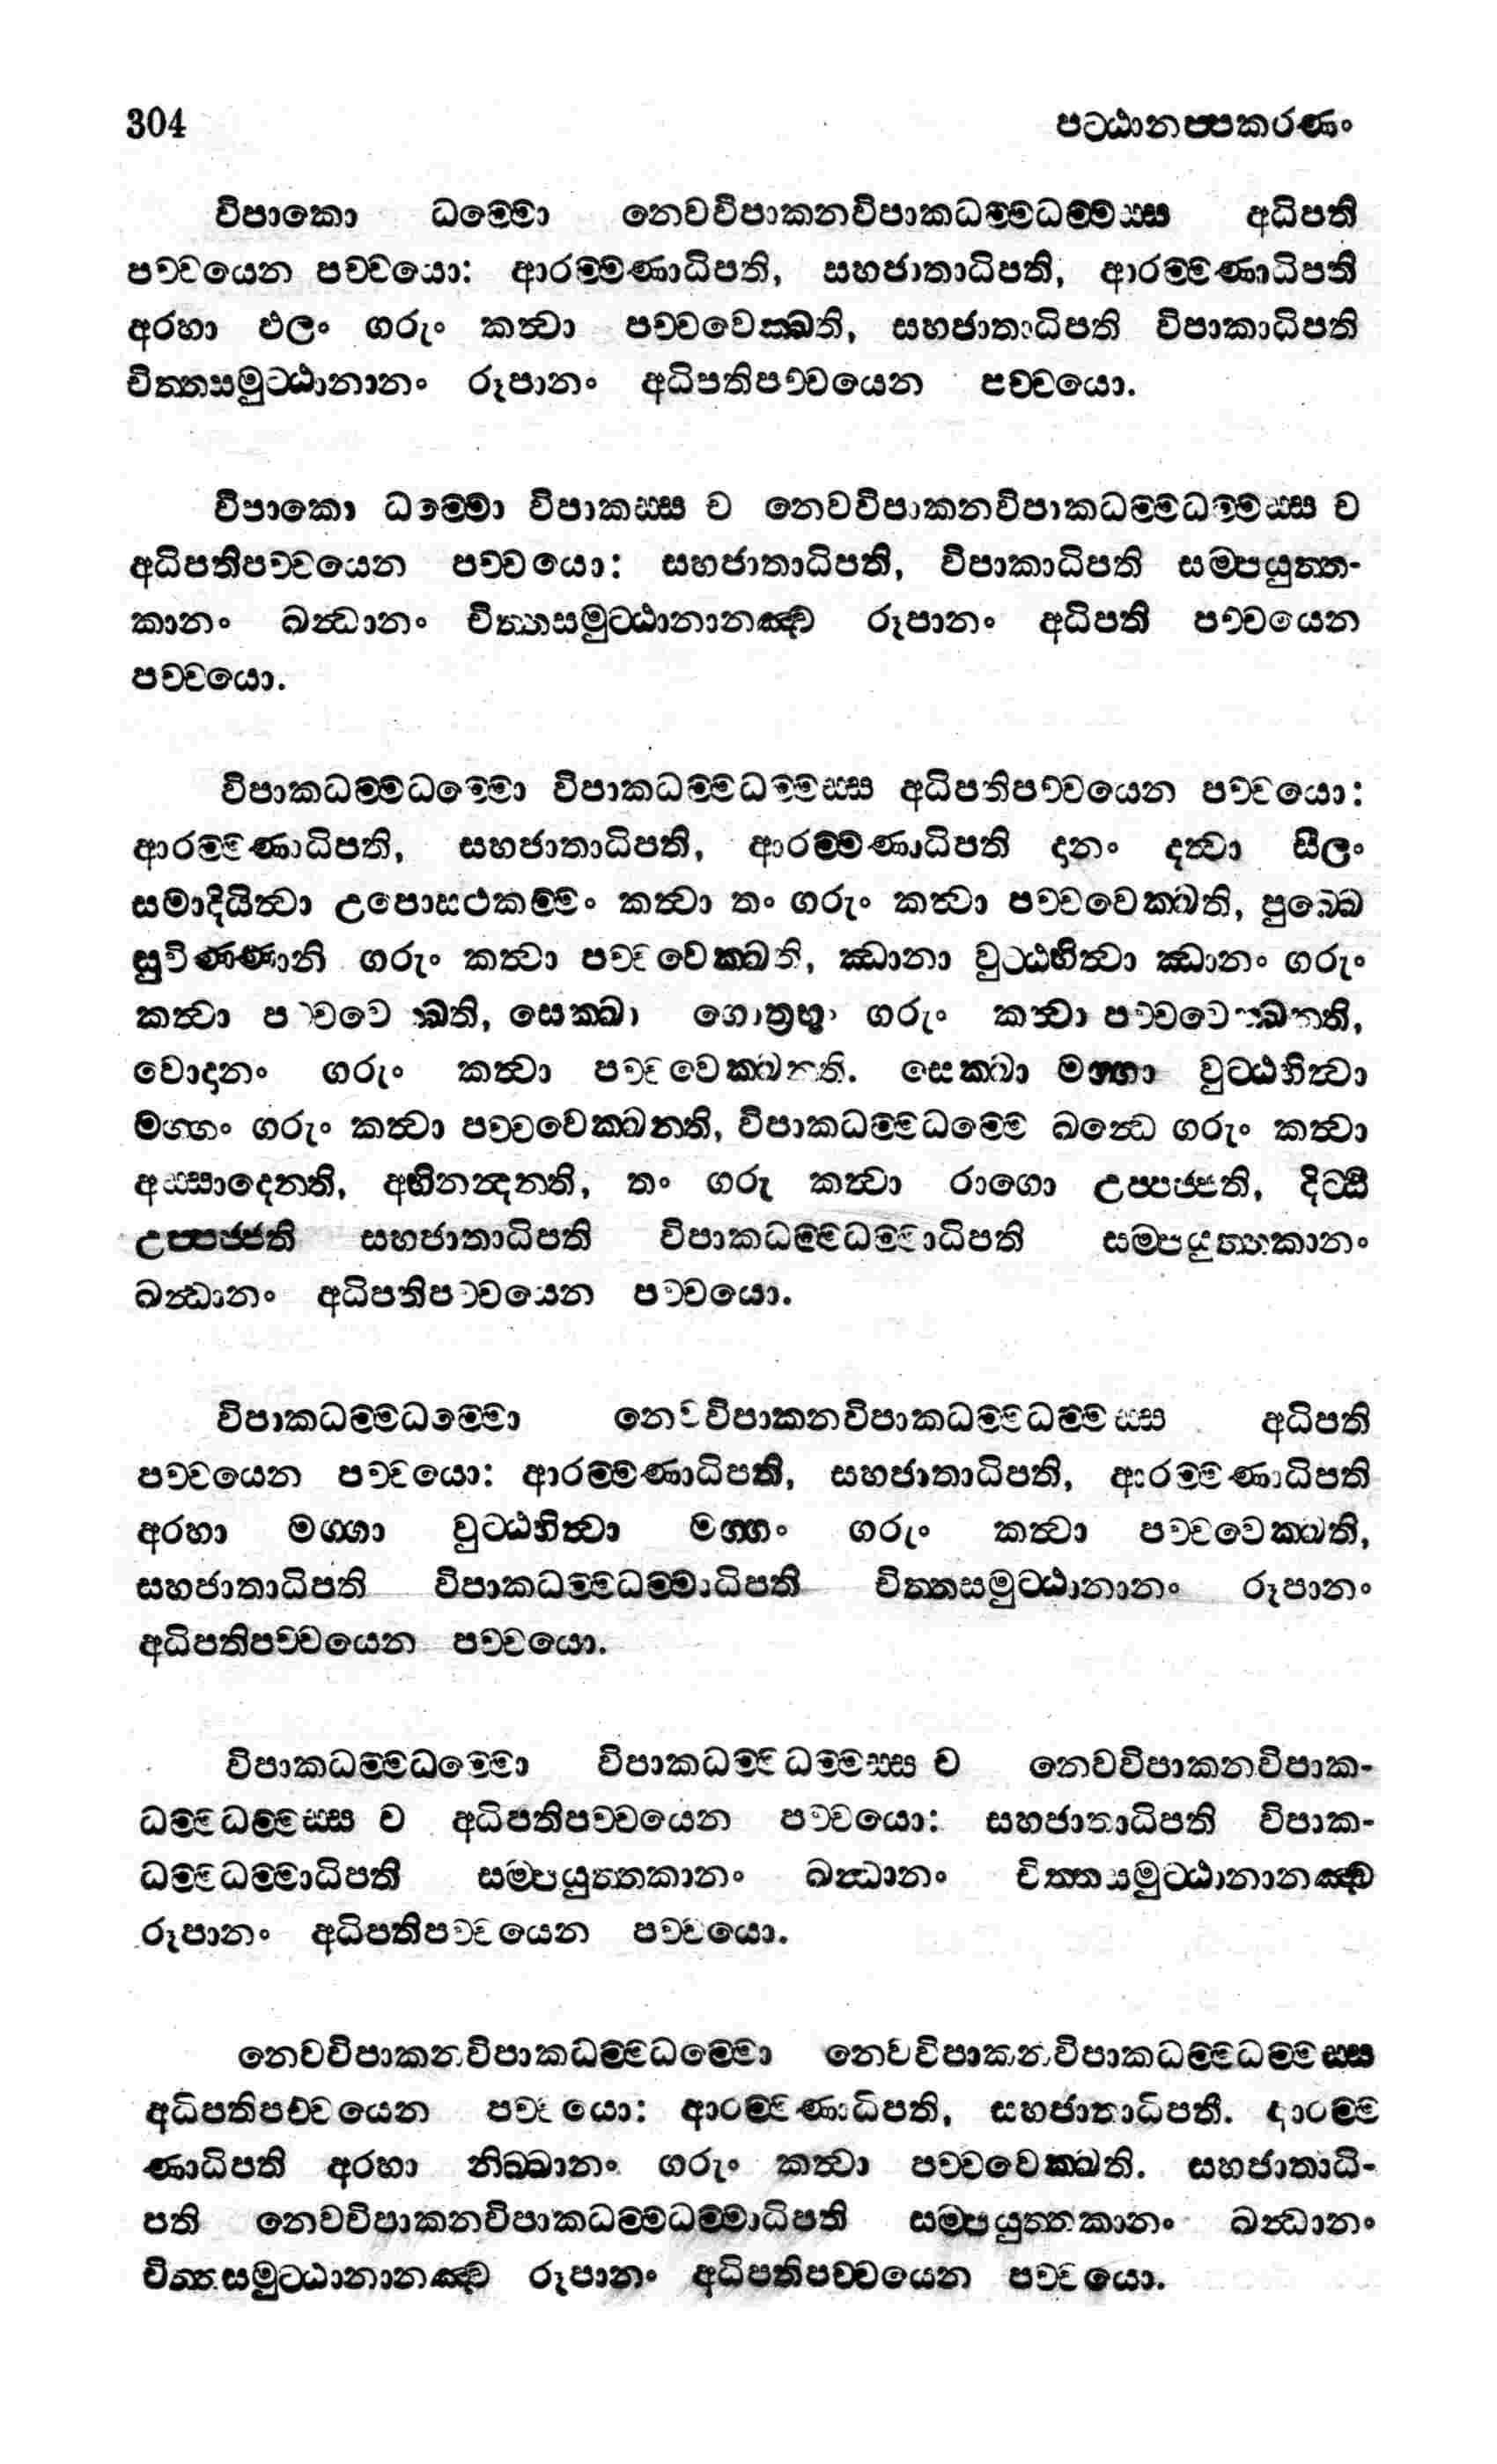 304 පට්ඨානප්පකරණං
විපාකො ධම්මො නෙවවිපාකනවිපාකධම්මධම්මස්ස අධිපති
පච්චයෙන පච්චයො: ආරම්මණාධිපති, සහජාතාධිපති, ආරම්මණාධිපති
අරහා ඵලං ගරුං කත්වා පච්චවෙක්ඛති, සහජාතාධිපති විපාකාධිපති
චිත්තසමුට්ඨානානං රූපානං අධිපතිපච්චයෙන පච්චයො.
විපාකො ධම්මො විපාකස්ස ච නෙවවිපාකනවිපාකධම්මධම්මස්ස ච
අධිපතිපච්චයෙන පච්චයො: සහජාතාධිපති, විපාකාධිපති සම්පයුත්ත-
කානං ඛන්ධානං චිත්තසමුට්ඨානානඤ්ච රූපානං අධිපති පච්චයෙන
පච්චයො.
විපාකධම්මධම්මො විපාකධම්මධම්මස්ස අධිපතිපච්චයෙන පච්චයො:
ආරම්මණාධිපති, සහජාතාධිපති, ආරම්මණාධිපති දානං දත්වා සීලං
සමාදියිත්වා උපොසථකම්මං කත්වා තං ගරුං කත්වා පච්චවෙක්ඛති, පුබ්බෙ
සුචිණ්ණානි ගරුං කත්වා පච්චවෙක්ඛති, ඣානා වුට්ඨහිත්වා ඣානං ගරුං
කත්වා පච්චවෙක්ඛති, සෙක්ඛා ගොත්‍රභුං ගරුං කත්වා පච්චවෙක්ඛන්ති,
වොදානං ගරුං කත්වා පච්චවෙක්ඛන්ති. සෙක්ඛා මග්ගා වුට්ඨහිත්වා
මග්ගං ගරුං කත්වා පච්චවෙක්ඛන්ති, විපාකධම්මධම්මෙ ඛන්ධෙ ගරුං කත්වා
අස්සාදෙන්ති, අභිනන්දන්ති, තං ගරු කත්වා රාගො උප්පජ්ජති, දිට්ඨි
උප්පජ්ජති සහජාතාධිපති විපාකධම්මධම්මාධිපති සම්පයුත්තකානං
ඛන්ධානං අධිපතිපච්චයෙන පච්චයො.
විපාකධම්මධම්මො නෙවවිපාකනවිපාකධම්මධම්මස්ස අධිපති
පච්චයෙන පච්චයො: ආරම්මණාධිපති, සහජාතාධිපති, ආරම්මණාධිපති
අරහා මග්ගා වුට්ඨහිත්වා මග්ගං ගරුං කත්වා පච්චවෙක්ඛති,
සහජාතාධිපති විපාකධම්මධම්මාධිපති චිත්තසමුට්ඨානානං රූපානං
අධිපතිපච්චයෙන පච්චයො.
විපාකධම්මධම්මො විපාකධම්මධම්මස්ස ච නෙවවිපාකනවිපාක-
ධම්මධම්මස්ස ච අධිපතිපච්චයෙන පච්චයො: සහජාතාධිපති විපාක-
ධම්මධම්මාධිපති සම්පයුත්තකානං ඛන්ධානං චිත්තසමුට්ඨානානඤ්ච
රූපානං අධිපතිපච්චයෙන පච්චයො.
නෙවවිපාකනවිපාකධම්මධම්මො නෙවවිපාකනවිපාකධම්මධම්මස්ස
අධිපතිපච්චයෙන පච්චයො: ආරම්මණාධිපති, සහජාතාධිපති. ආරම්ම
ණාධිපති අරහා නිබ්බානං ගරුං කත්වා පච්චවෙක්ඛති. සහජාතාධි-
පති නෙවවිපාකනවිපාකධම්මධම්මාධිපති සම්පයුත්තකානං ඛන්ධානං
චිත්තසමුට්ඨානානඤ්ච රූපානං අධිපතිපච්චයෙන පච්චයො.